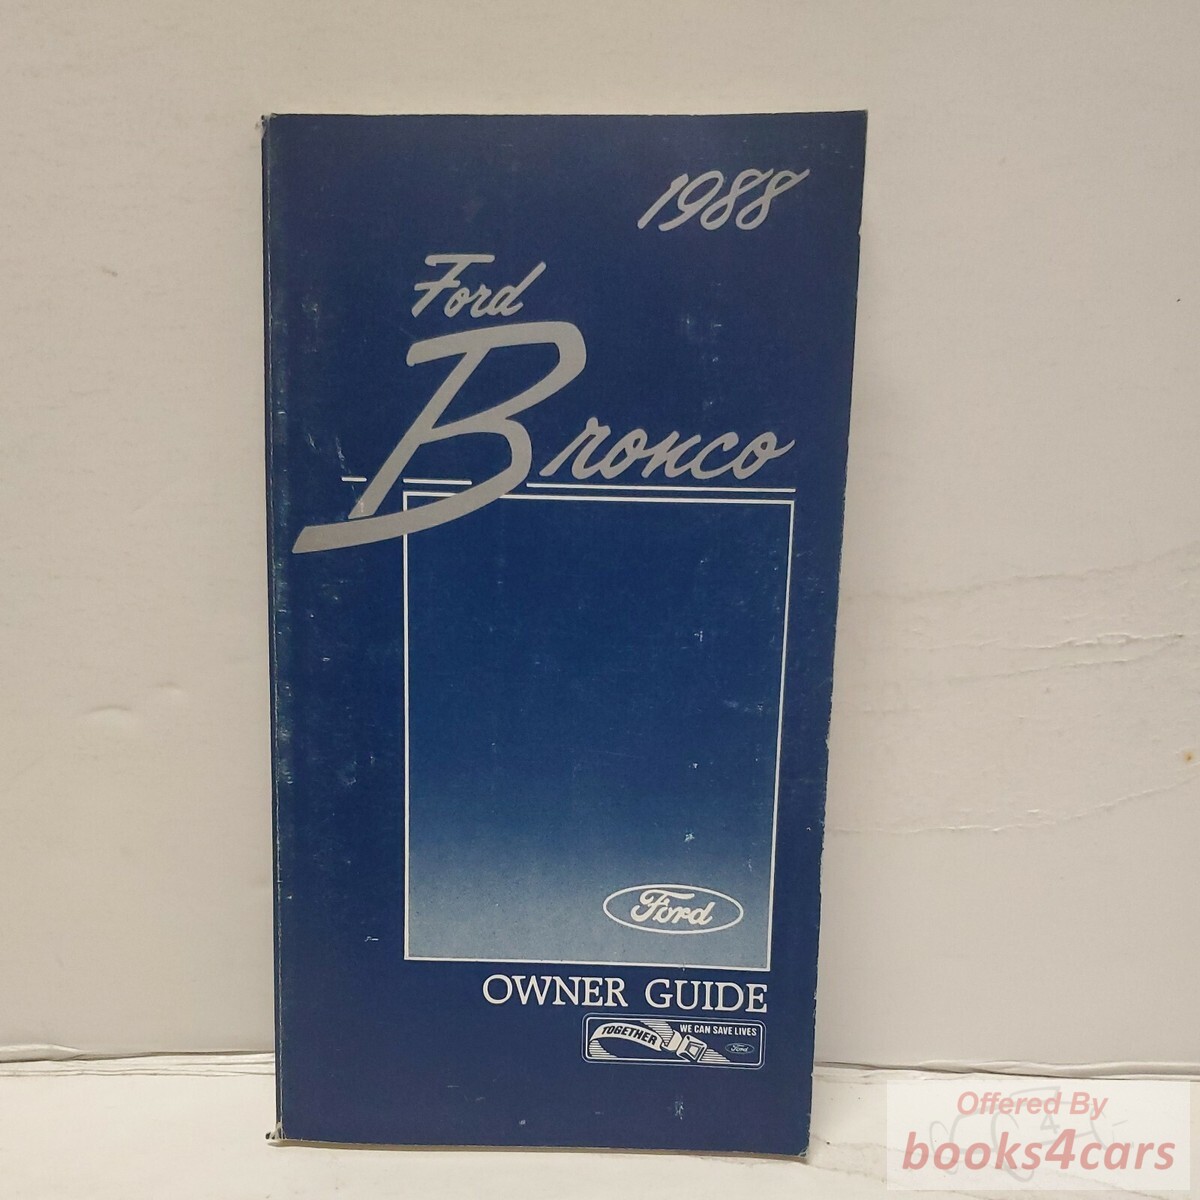 1988
Ford
Bronco
Ford
OWNER GUIDE
TOGETHER
WE CAN SAVE LIVES
Ford
Offered By
books4cars